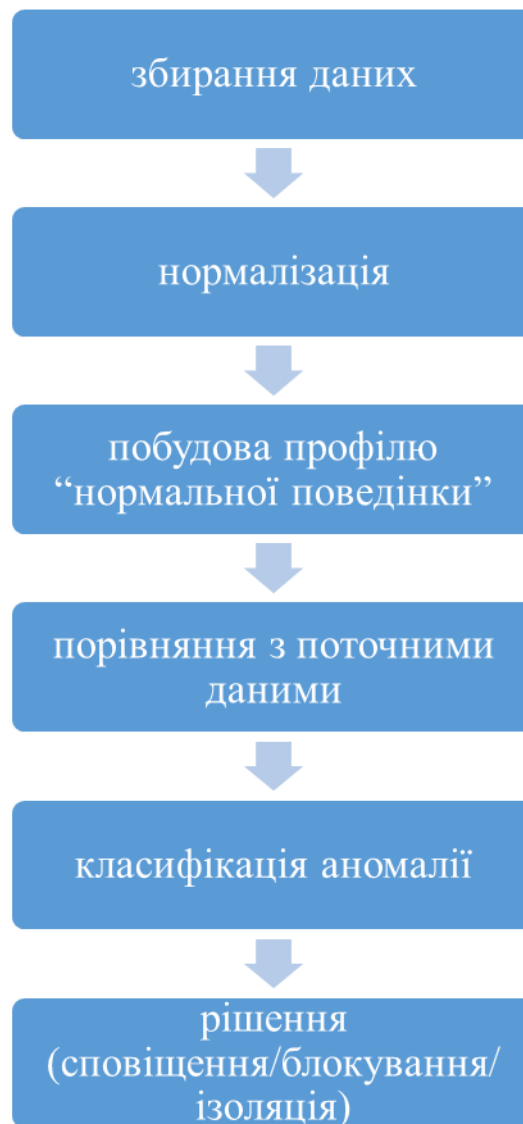 збирання даних
нормалізація
побудова профілю
“нормальної поведінки”
порівняння з поточними
даними
класифікація аномалії
рішення
(сповіщення/блокування/
ізоляція)